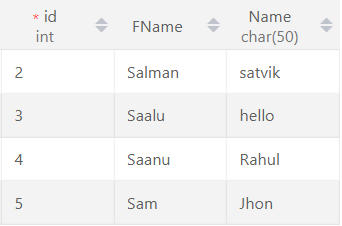 * id int FName Name char(50)
2 Salman satvik
3 Saalu hello
4 Saanu Rahul
5 Sam Jhon